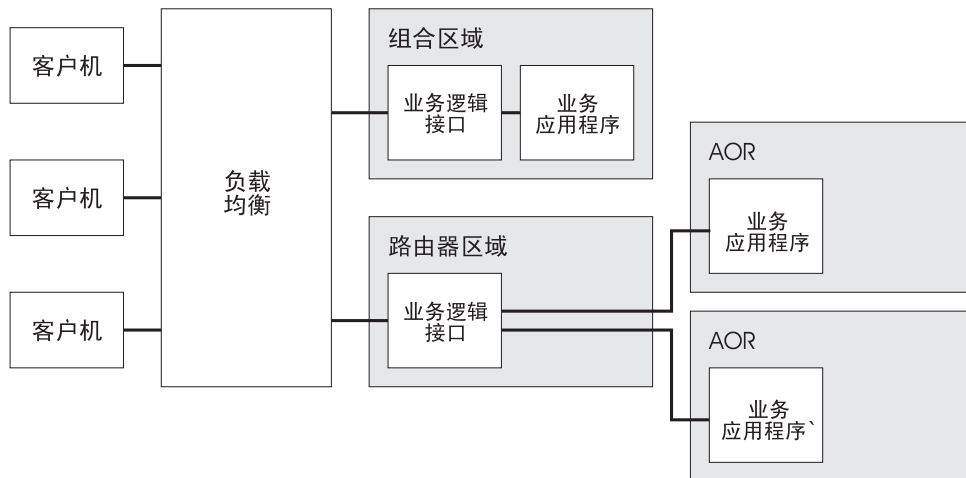 客户机
客户机
客户机
负载
均衡
组合区域
业务逻辑
接口
业务
应用程序
路由器区域
业务逻辑
接口
AOR
业务
应用程序
AOR
业务
应用程序`